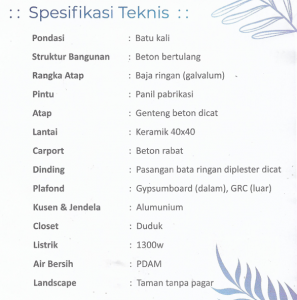 :: Spesifikasi Teknis ::
Pondasi : Batu kali
Struktur Bangunan : Beton bertulang
Rangka Atap : Baja ringan (galvalum)
Pintu : Panil pabrikasi
Atap : Genteng beton dicat
Lantai : Keramik 40x40
Carport : Beton rabat
Dinding : Pasangan bata ringan diplester dicat
Plafond : Gypsumboard (dalam), GRC (luar)
Kusen & Jendela : Alumunium
Closet : Duduk
Listrik : 1300w
Air Bersih : PDAM
Landscape : Taman tanpa pagar